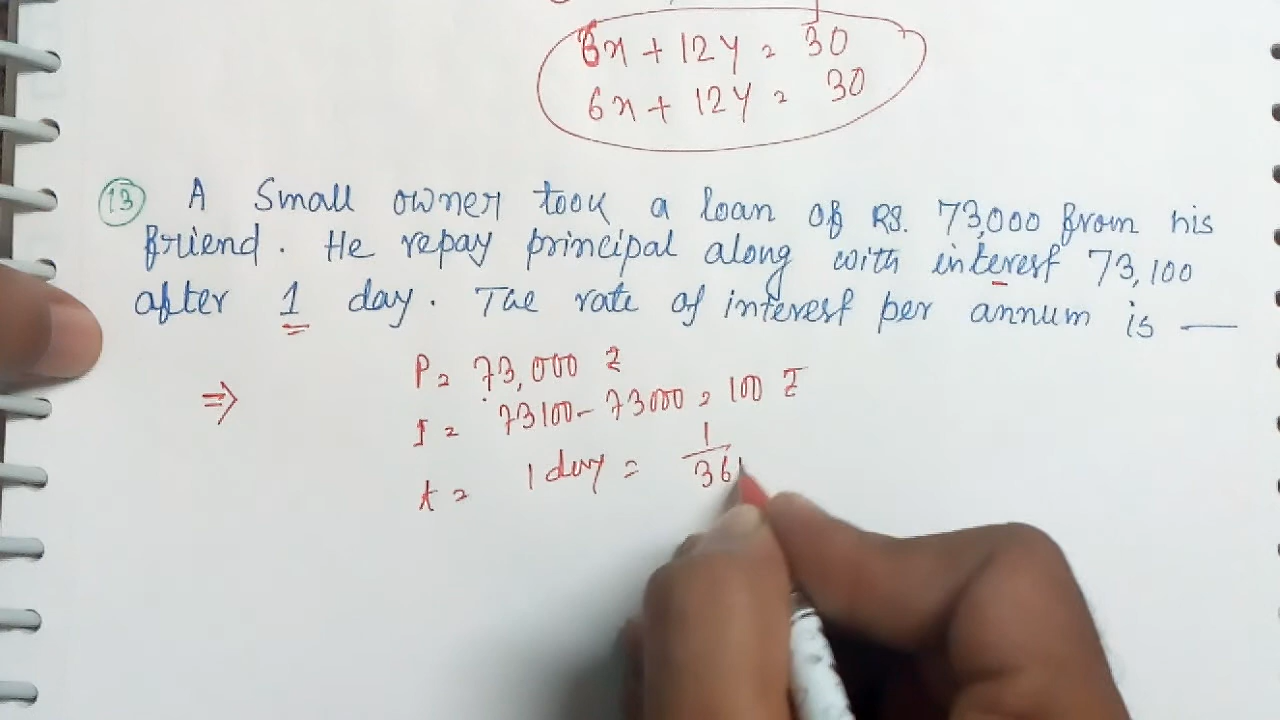 6x + 12y = 30
6x + 12y = 30
13 A Small owner took a loan of RS. 73,000 from his
friend. He repay principal along with interest 73,100
after 1 day. The rate of interest per annum is —
⇒ P = 73,000 ₹
I = 73100 - 73000 = 100 ₹
t = 1 day = 1/36